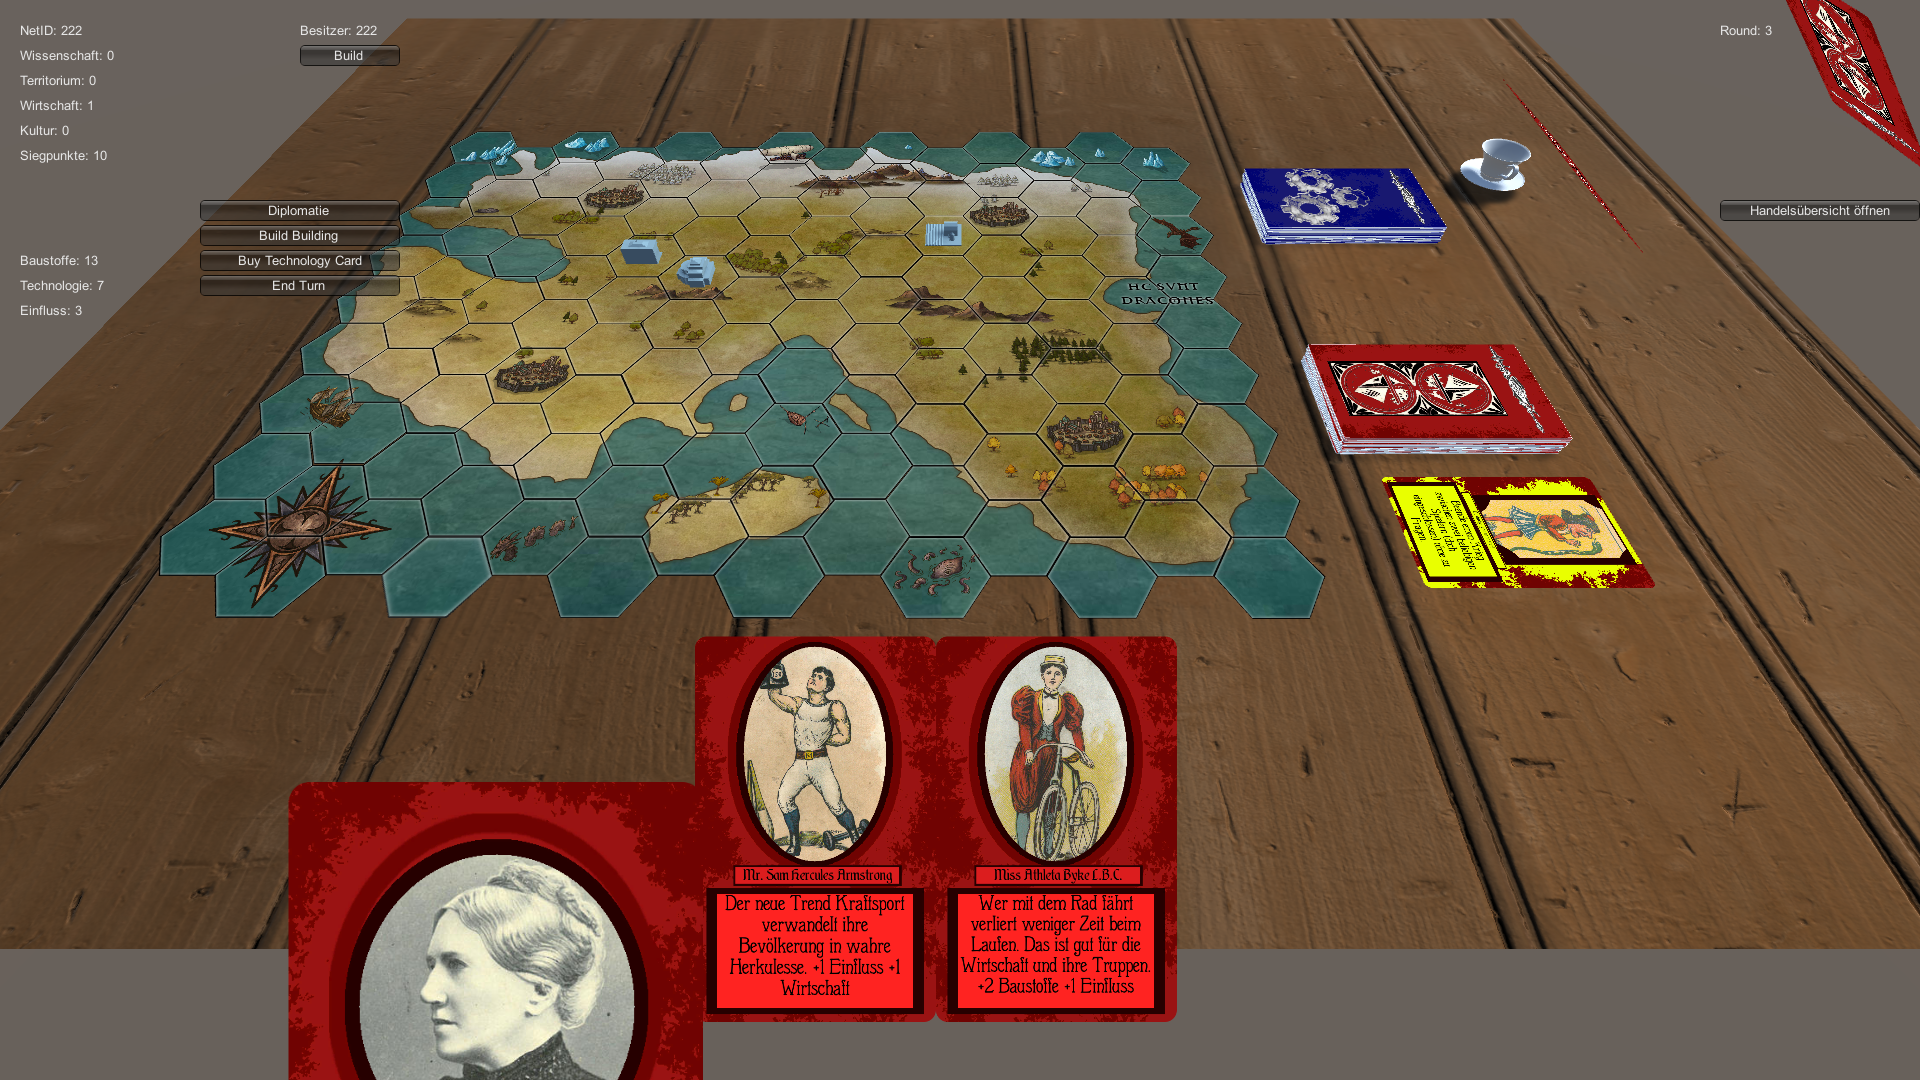 NetID: 222
Wissenschaft: 0
Territorium: 0
Wirtschaft: 1
Kultur: 0
Siegpunkte: 10
Besitzer: 222
Build
Round: 3
Diplomatie
Build Building
Buy Technology Card
End Turn
Baustoffe: 13
Technologie: 7
Einfluss: 3
Handelsübersicht öffnen
HC SVNT
DRACONES
Mr. Sam Hercules Armstrong
Der neue Trend Kraftsport
verwandelt ihre
Bevölkerung in wahre
Herkulesse. +1 Einfluss +1
Wirtschaft
Miss Athleta Byke L.B.C.
Wer mit dem Rad fährt
verliert weniger Zeit beim
Laufen. Das ist gut für die
Wirtschaft und ihre Truppen.
+2 Baustoffe +1 Einfluss